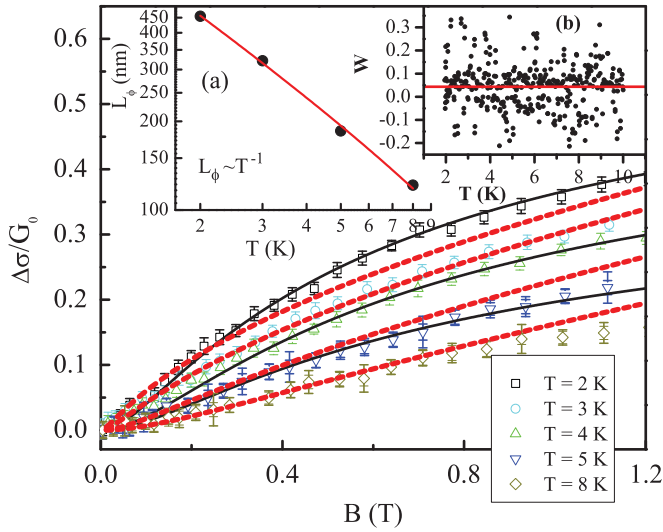 0.6
0.5
0.4
0.3
0.2
0.1
0.0
Δσ/G₀
0.0
0.4
0.8
1.2
B (T)
450
400
350
300
250
200
150
100
L_ϕ (nm)
(a)
L_ϕ~T⁻¹
2
3
4
5
6
7
8
9
T (K)
0.3
0.2
0.1
0.0
-0.1
-0.2
W
(b)
2
4
6
8
10
T (K)
T = 2 K
T = 3 K
T = 4 K
T = 5 K
T = 8 K